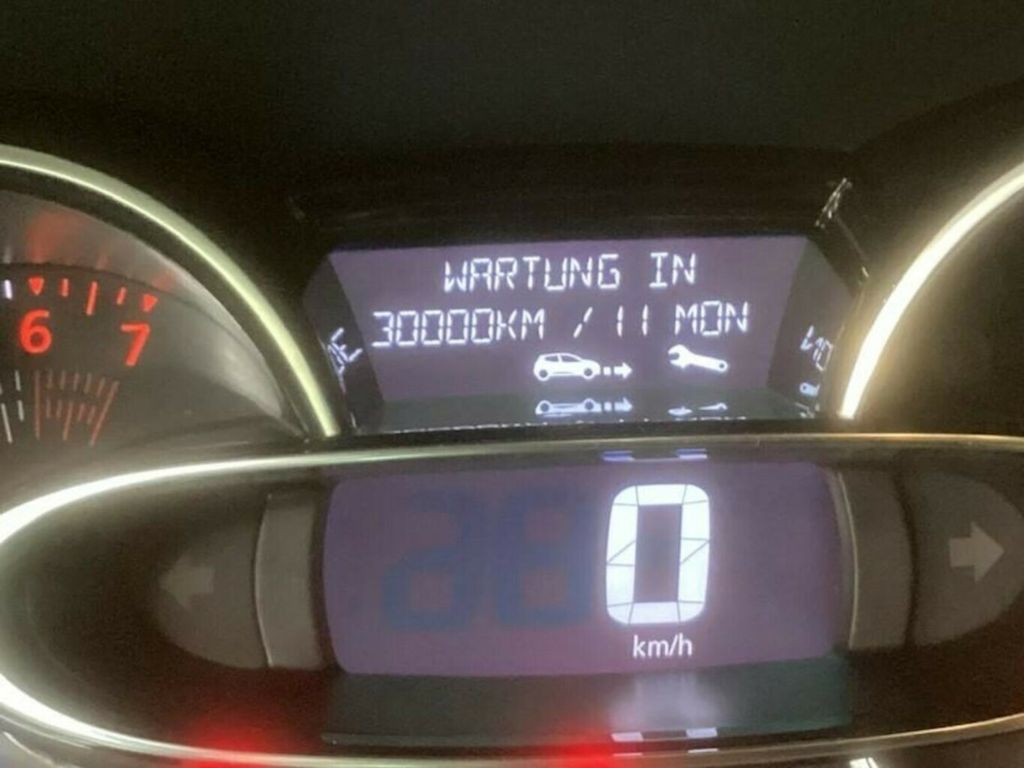 WARTUNG IN
30000KM / 11 MON
6
7
0
km/h